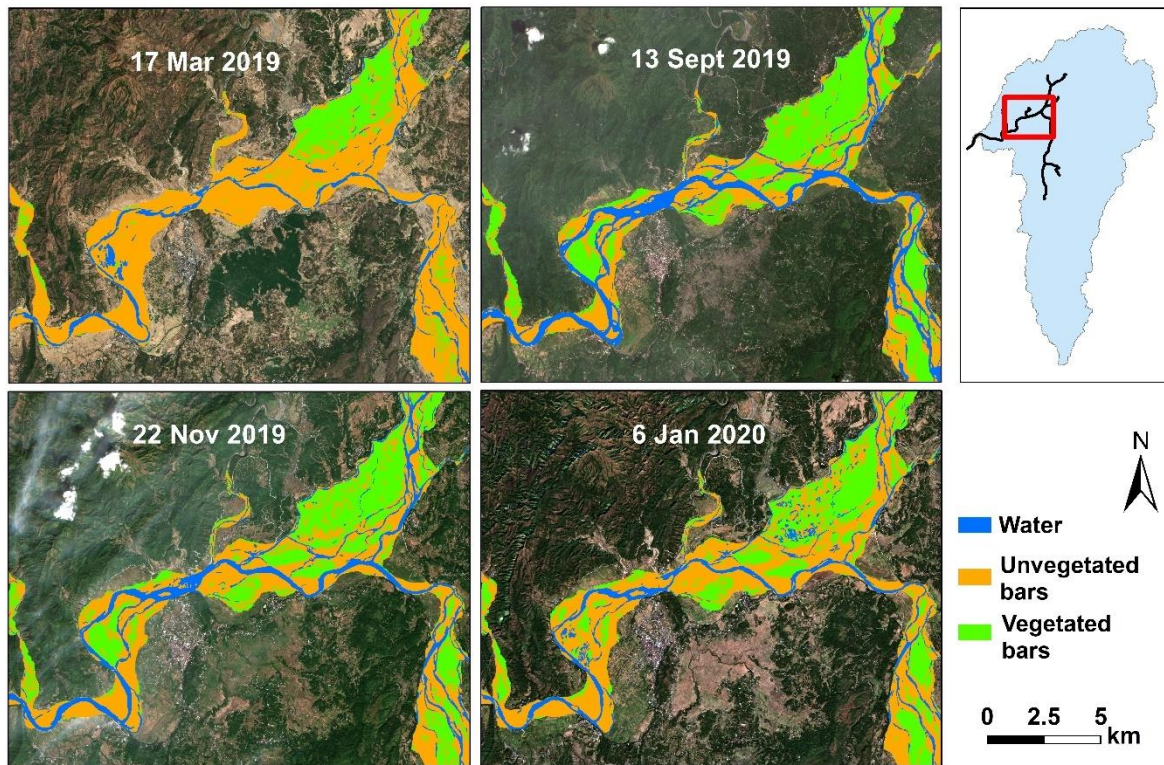 17 Mar 2019
13 Sept 2019
22 Nov 2019
6 Jan 2020
N
Water
Unvegetated
bars
Vegetated
bars
0 2.5 5
km